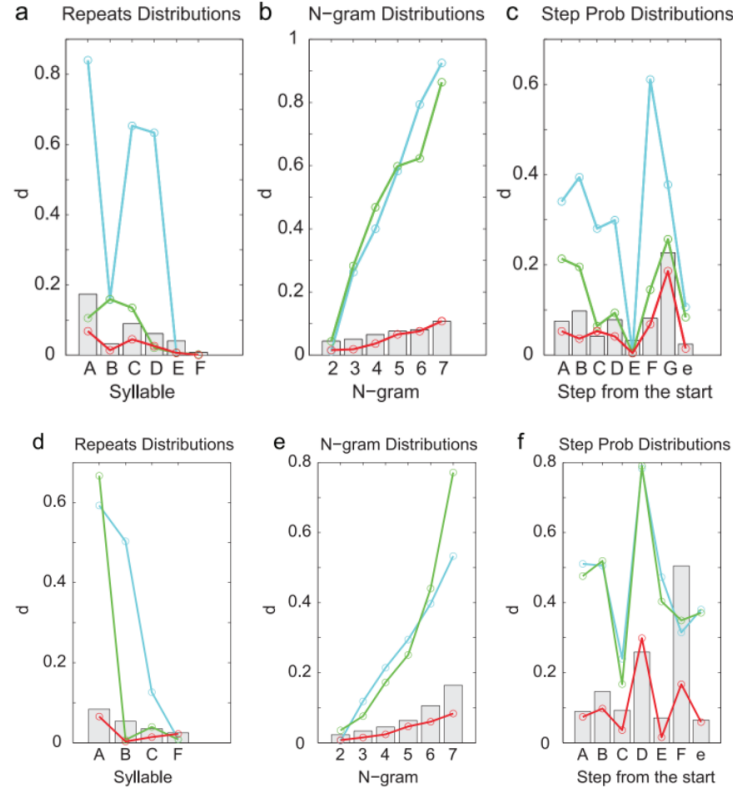 a Repeats Distributions
0.8
0.6
0.4
0.2
0
d
A B C D E F
Syllable
b N-gram Distributions
1
0.8
0.6
0.4
0.2
0
d
2 3 4 5 6 7
N-gram
c Step Prob Distributions
0.6
0.4
0.2
0
d
A B C D E F G e
Step from the start
d Repeats Distributions
0.6
0.4
0.2
0
d
A B C F
Syllable
e N-gram Distributions
0.8
0.6
0.4
0.2
0
d
2 3 4 5 6 7
N-gram
f Step Prob Distributions
0.8
0.6
0.4
0.2
0
d
A B C D E F e
Step from the start